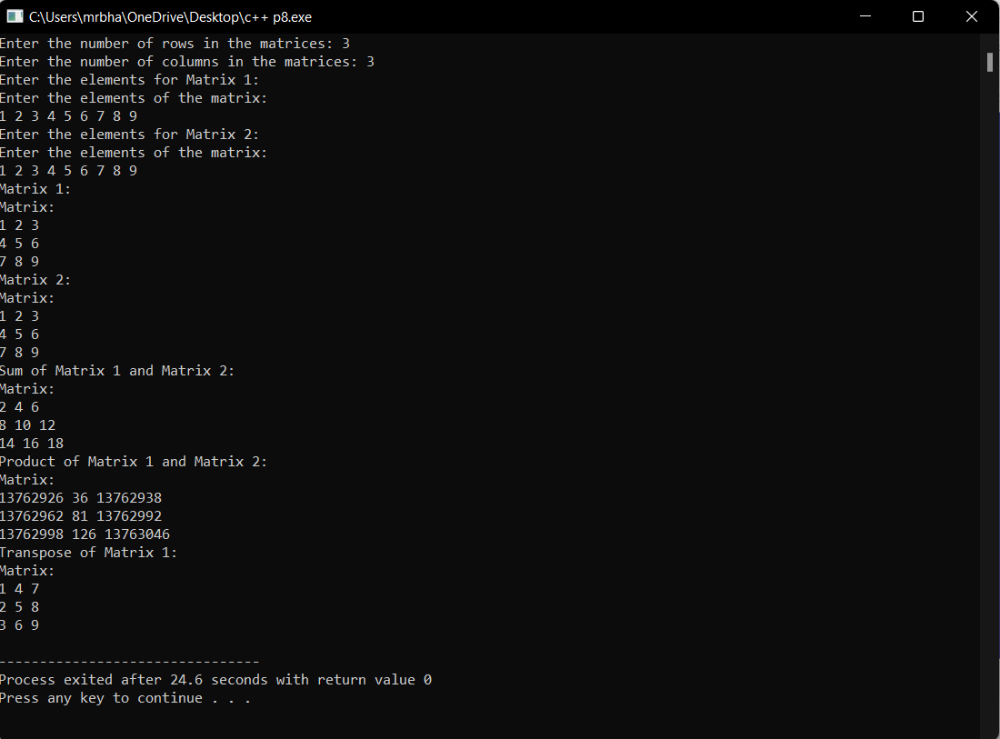 C:\Users\mrbha\OneDrive\Desktop\c++ p8.exe
Enter the number of rows in the matrices: 3
Enter the number of columns in the matrices: 3
Enter the elements for Matrix 1:
Enter the elements of the matrix:
1 2 3 4 5 6 7 8 9
Enter the elements for Matrix 2:
Enter the elements of the matrix:
1 2 3 4 5 6 7 8 9
Matrix 1:
Matrix:
1 2 3
4 5 6
7 8 9
Matrix 2:
Matrix:
1 2 3
4 5 6
7 8 9
Sum of Matrix 1 and Matrix 2:
Matrix:
2 4 6
8 10 12
14 16 18
Product of Matrix 1 and Matrix 2:
Matrix:
13762926 36 13762938
13762962 81 13762992
13762998 126 13763046
Transpose of Matrix 1:
Matrix:
1 4 7
2 5 8
3 6 9
--------------------------------
Process exited after 24.6 seconds with return value 0
Press any key to continue . . .